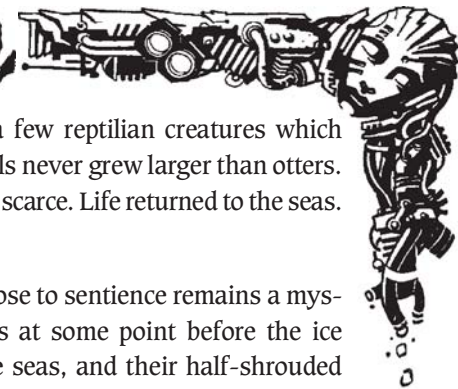 a few reptilian creatures which
ls never grew larger than otters.
scarce. Life returned to the seas.
ose to sentience remains a mys-
s at some point before the ice
e seas, and their half-shrouded